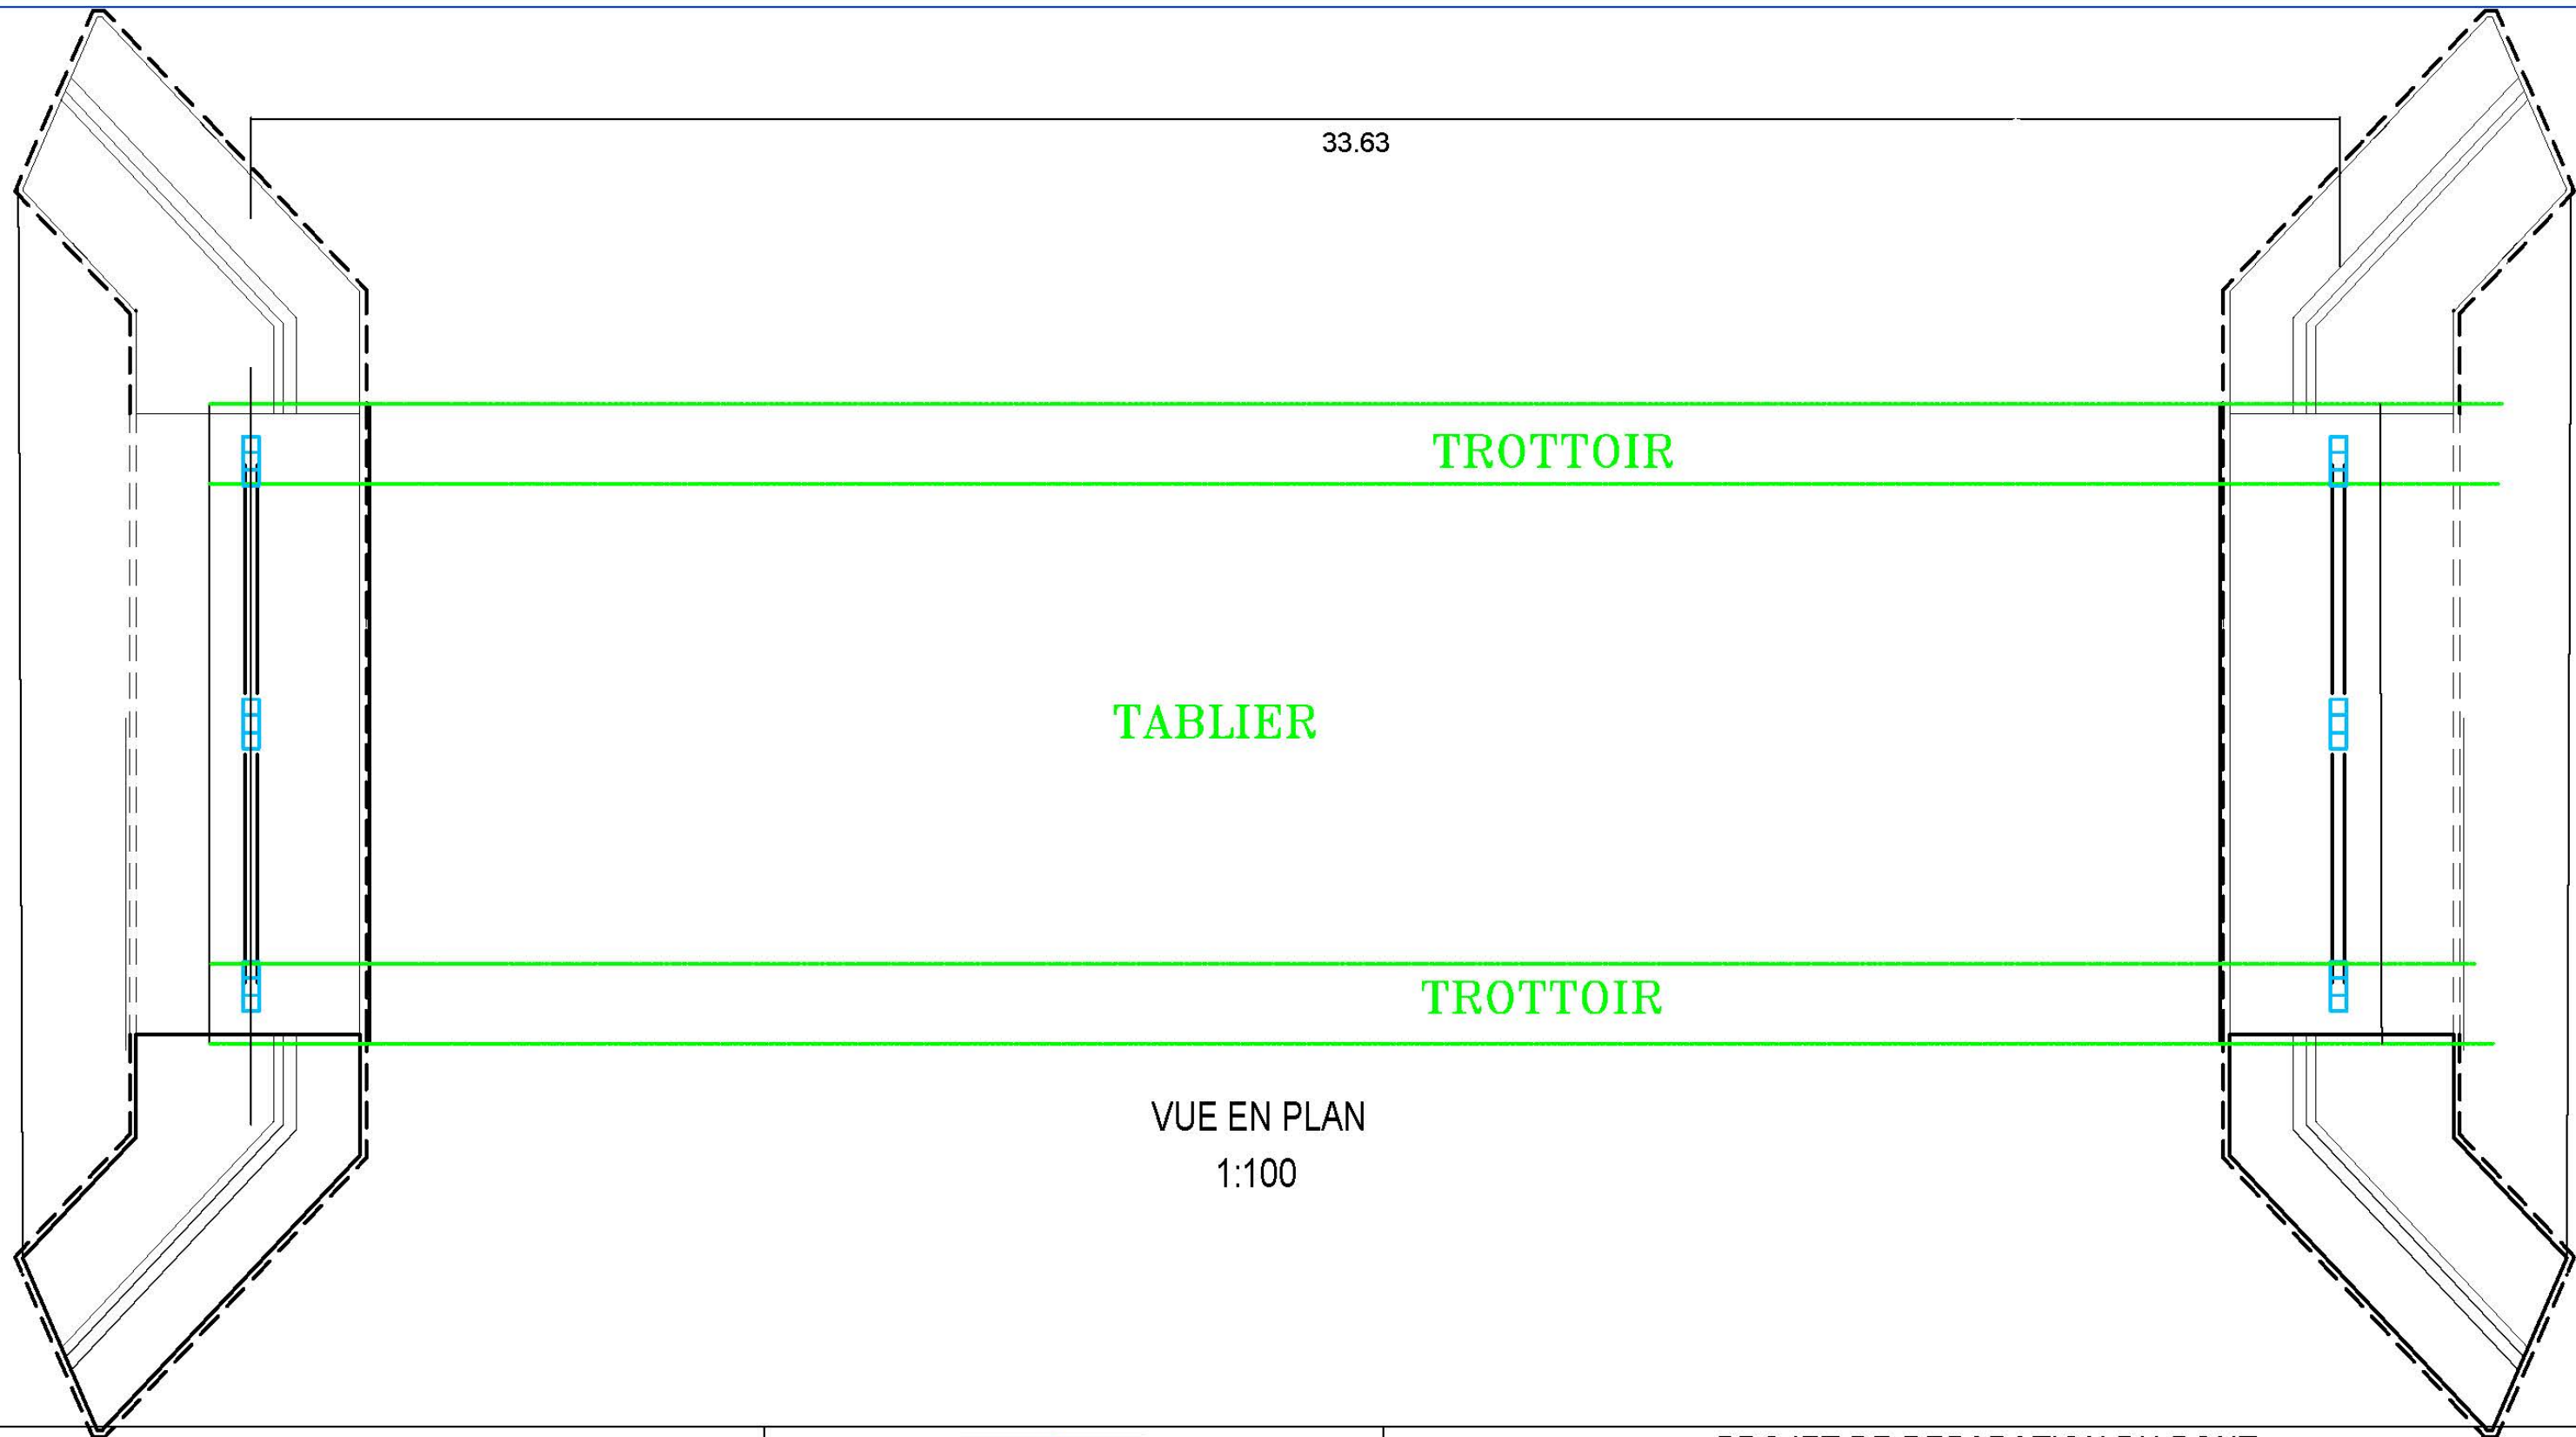 33.63
TROTTOIR
TABLIER
TROTTOIR
VUE EN PLAN
1:100